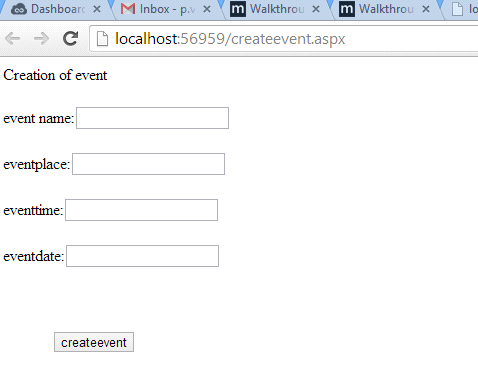 Dashboard Inbox - p.v Walkthrou Walkthrou lo
localhost:56959/createevent.aspx
Creation of event
event name:
eventplace:
eventtime:
eventdate:
createevent